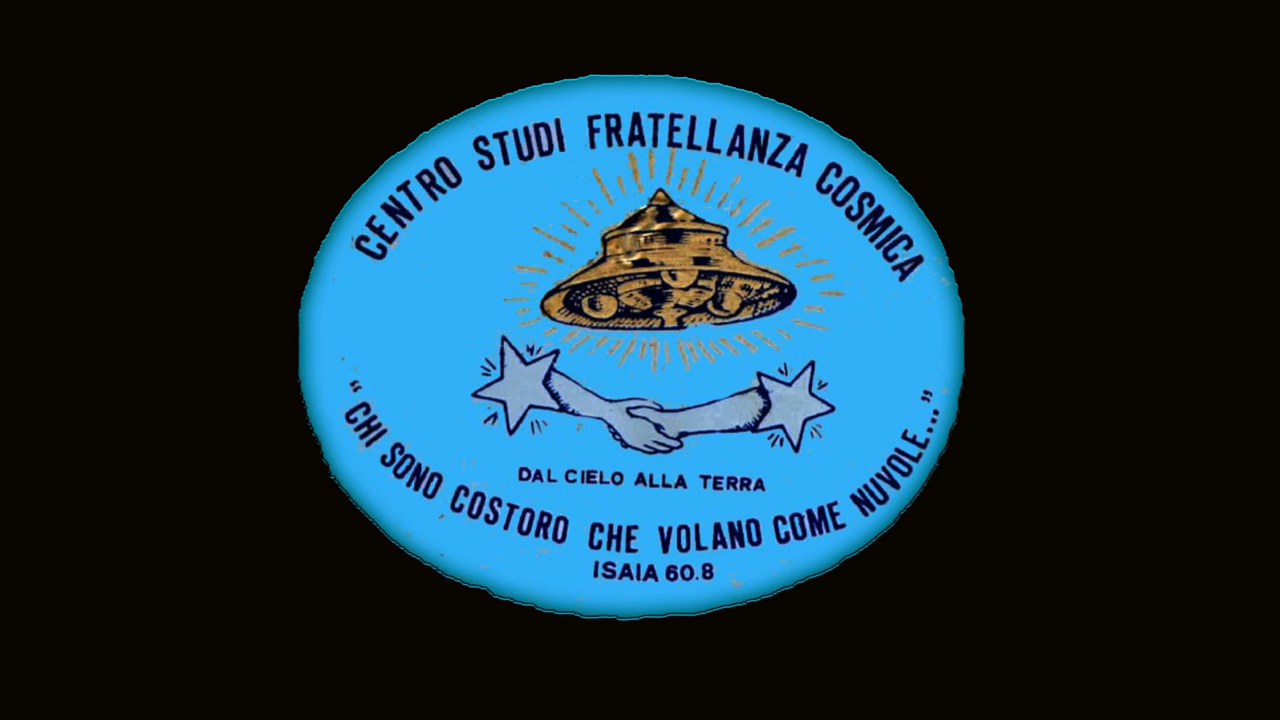 CENTRO STUDI FRATELLANZA COSMICA
DAL CIELO ALLA TERRA
“CHI SONO COSTORO CHE VOLANO COME NUVOLE...”
ISAIA 60.8